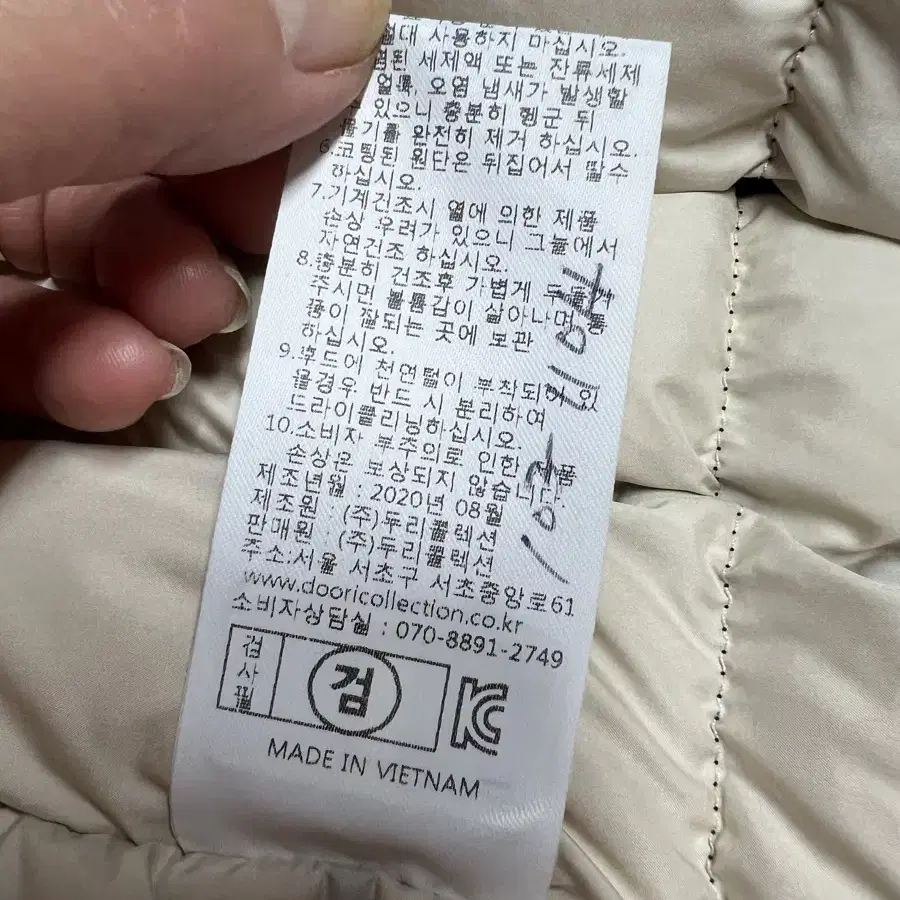 사용하지 마십시오.
세제액 또는 잔류세제
얼룩, 오염 냄새가 발생할
있으니 충분히 헹군 뒤
물기를 완전히 제거 하십시오.
6.코팅된 원단은 뒤집어서 탈수
하십시오.
7.기계건조시 열에 의한 제품
손상 우려가 있으니 그늘에서
자연건조 하십시오.
8.충분히 건조후 가볍게
주시면 볼륨감이 살아나며 통
풍이 잘되는 곳에 보관
하십시오.
9.후드에 천연털이 부착되어 있
을경우 반드시 분리하여
드라이클리닝하십시오.
10.소비자 부주의로 인한 제품
손상은 보상되지 않습니다.
제조년월 : 2020년 08월
제조원 : (주)두리콜렉션
판매원 : (주)두리콜렉션
주소:서울 서초구 서초중앙로61
www.dooricollection.co.kr
소비자상담실 : 070-8891-2749
검사필
검
KC
MADE IN VIETNAM